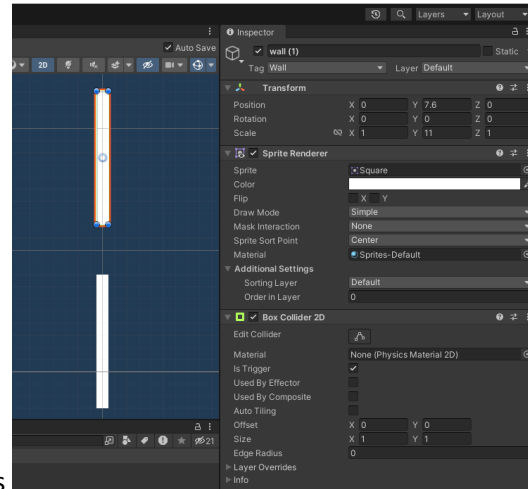 Layers Layout
Inspector
Auto Save
wall (1) Static
2D
Tag Wall Layer Default
Transform
Position X 0 Y 7.6 Z 0
Rotation X 0 Y 0 Z 0
Scale X 1 Y 11 Z 1
Sprite Renderer
Sprite Square
Color
Flip X Y
Draw Mode Simple
Mask Interaction None
Sprite Sort Point Center
Material Sprites-Default
Additional Settings
Sorting Layer Default
Order in Layer 0
Box Collider 2D
Edit Collider
Material None (Physics Material 2D)
Is Trigger
Used By Effector
Used By Composite
Auto Tiling
Offset X 0 Y 0
21
Size X 1 Y 1
Edge Radius 0
Layer Overrides
Info
s